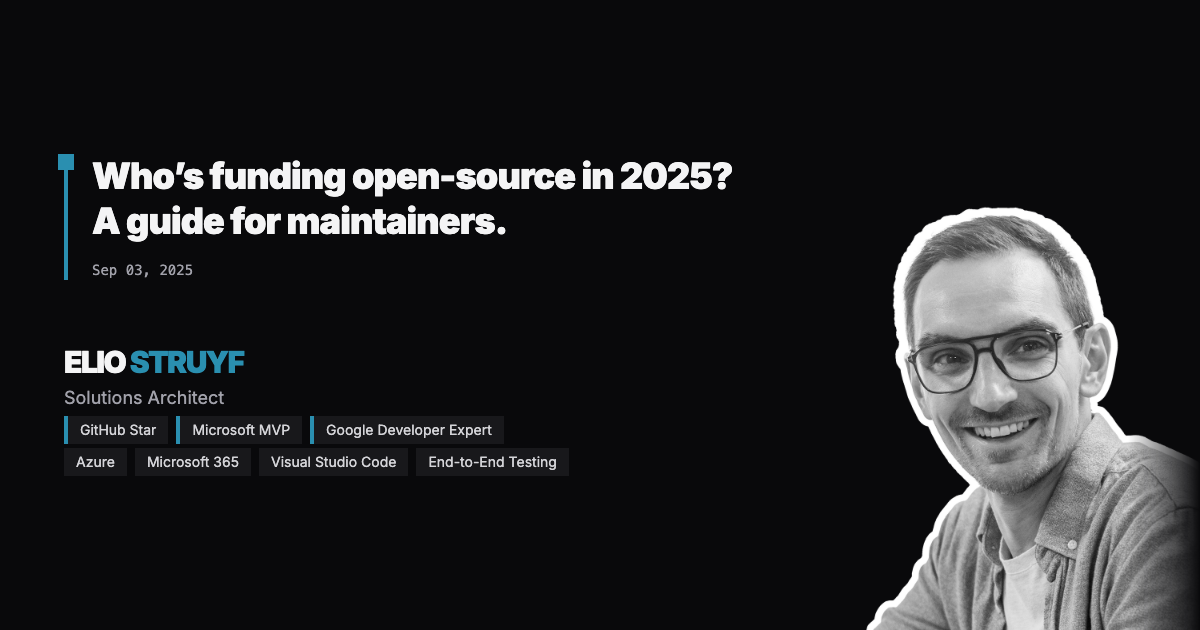 Who’s funding open-source in 2025?
A guide for maintainers.
Sep 03, 2025
ELIO STRUYF
Solutions Architect
GitHub Star Microsoft MVP Google Developer Expert
Azure Microsoft 365 Visual Studio Code End-to-End Testing